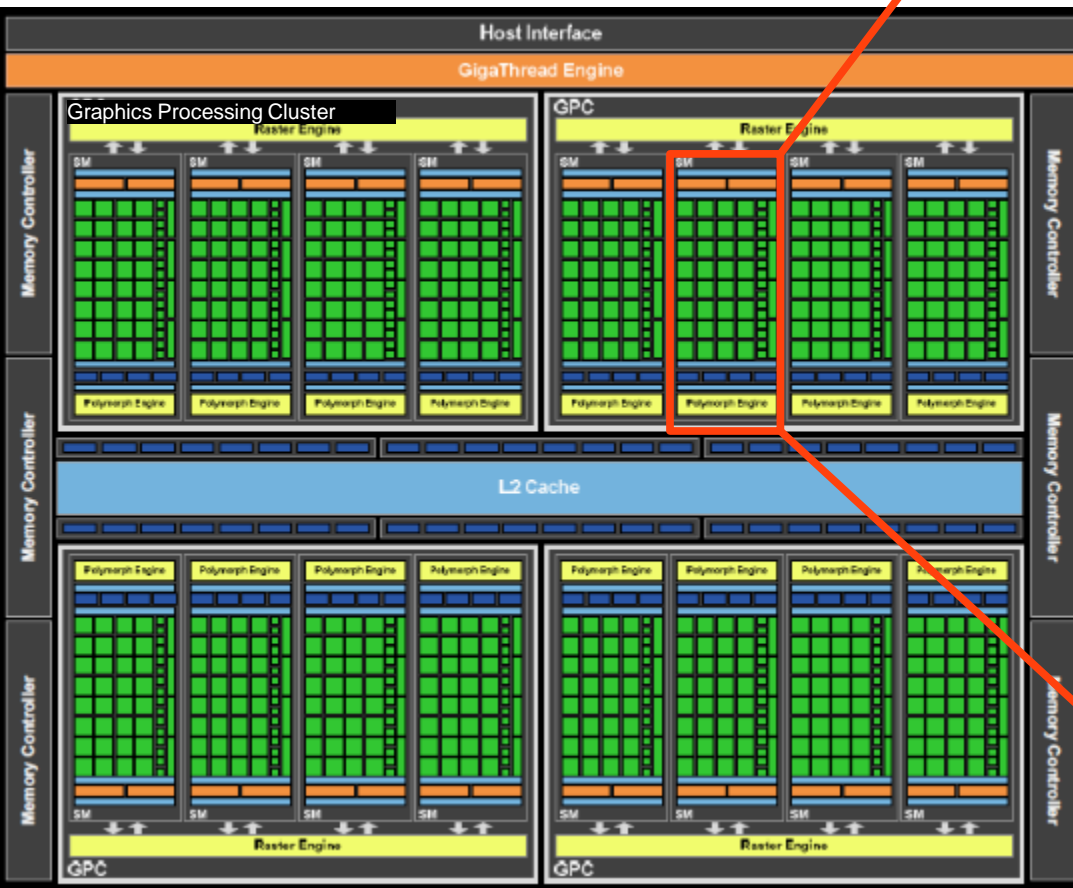 Host Interface
GigaThread Engine
Memory Controller
Memory Controller
Memory Controller
Graphics Processing Cluster
Raster Engine
SM
SM
SM
SM
Polymorph Engine
Polymorph Engine
Polymorph Engine
Polymorph Engine
GPC
Raster Engine
SM
SM
SM
SM
Polymorph Engine
Polymorph Engine
Polymorph Engine
Polymorph Engine
L2 Cache
Polymorph Engine
Polymorph Engine
Polymorph Engine
Polymorph Engine
SM
SM
SM
SM
Raster Engine
GPC
Polymorph Engine
Polymorph Engine
Polymorph Engine
Polymorph Engine
SM
SM
SM
SM
Raster Engine
GPC
Memory Controller
Memory Controller
Memory Controller